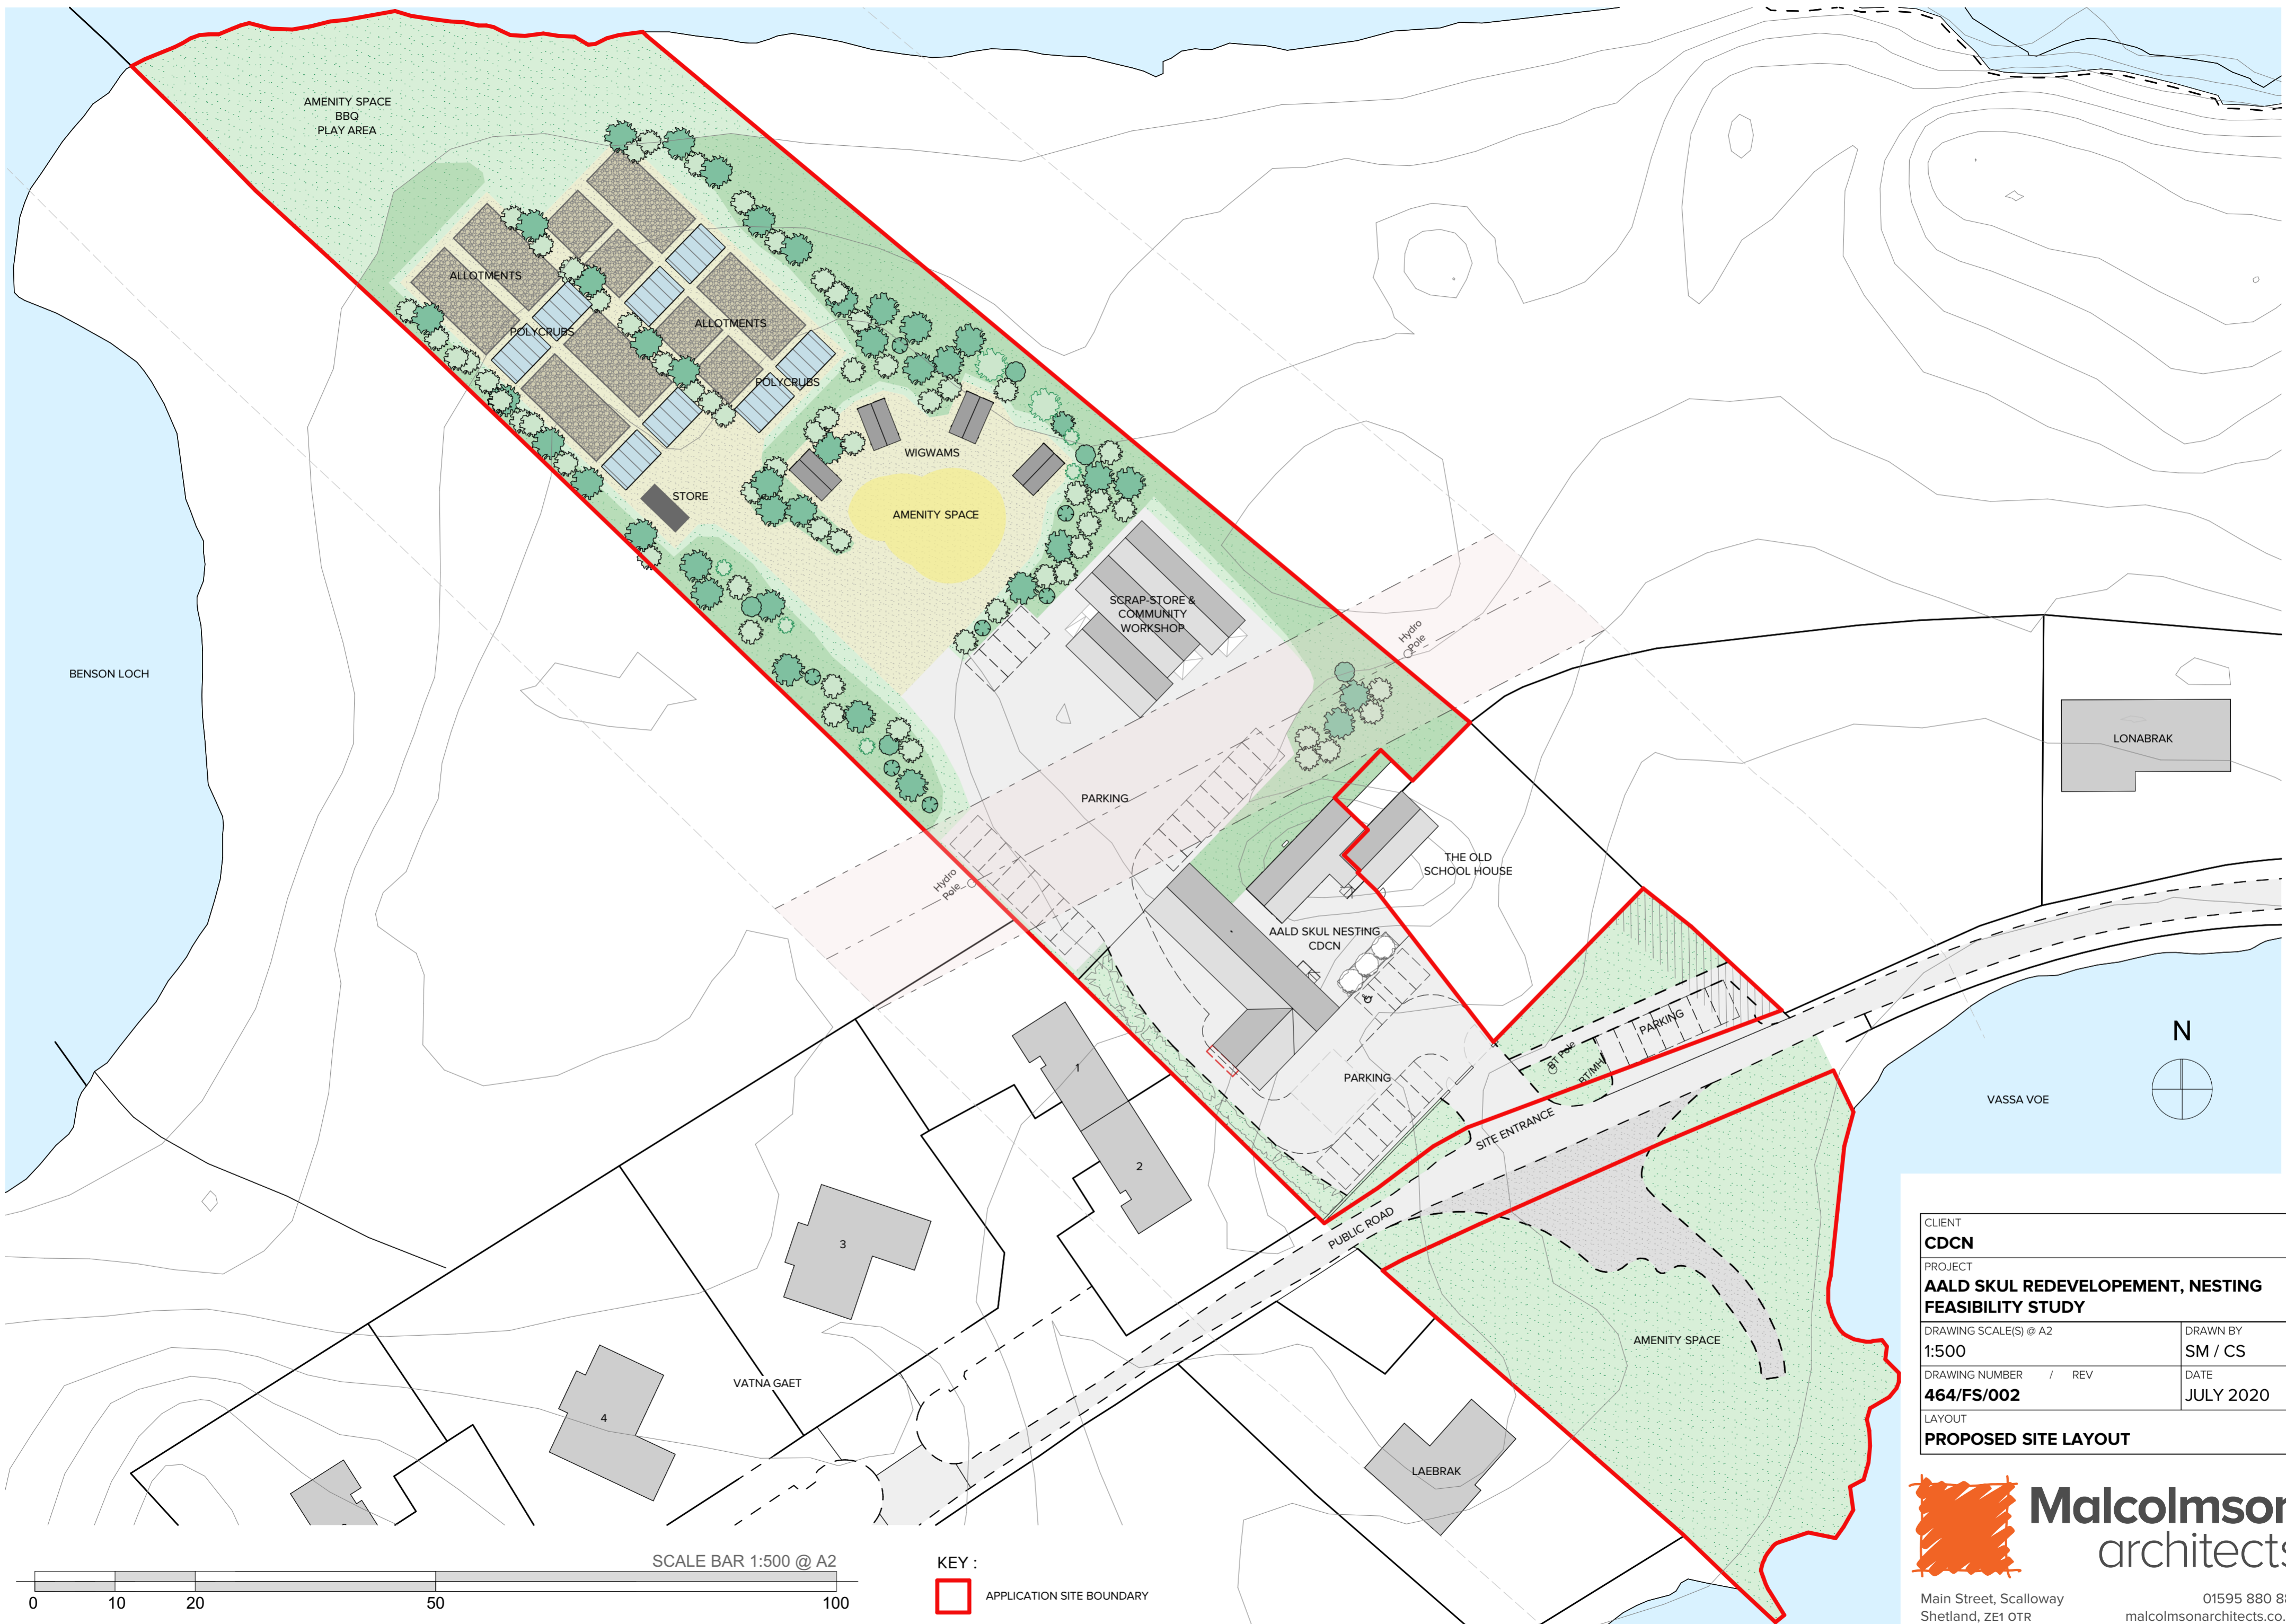 AMENITY SPACE
BBQ
PLAY AREA
ALLOTMENTS
POLYCRUBS
ALLOTMENTS
POLYCRUBS
WIGWAMS
STORE
AMENITY SPACE
SCRAP-STORE &
COMMUNITY
WORKSHOP
Hydro
Pole
BENSON LOCH
LONABRAK
PARKING
THE OLD
SCHOOL HOUSE
Hydro
Pole
AALD SKUL NESTING
CDCN
PARKING
BT Pole
BT/MH
PARKING
SITE ENTRANCE
PUBLIC ROAD
N
VASSA VOE
1
2
3
4
VATNA GAET
AMENITY SPACE
LAEBRAK
CLIENT
CDCN
PROJECT
AALD SKUL REDEVELOPEMENT, NESTING
FEASIBILITY STUDY
DRAWING SCALE(S) @ A2
1:500
DRAWN BY
SM / CS
DRAWING NUMBER / REV
464/FS/002
DATE
JULY 2020
LAYOUT
PROPOSED SITE LAYOUT
architects
Main Street, Scalloway
Shetland, ZE1 0TR
01595 880
malcolmsonarchitects.co.
SCALE BAR 1:500 @ A2
0 10 20 50 100
KEY :
APPLICATION SITE BOUNDARY